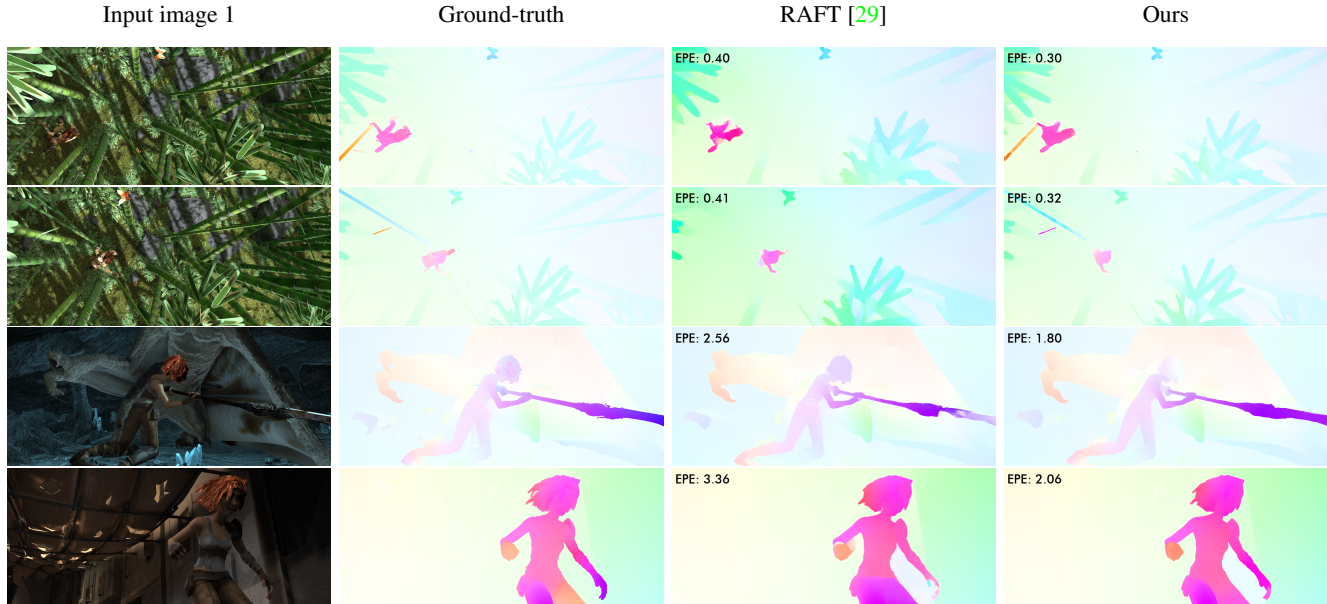 Input image 1 Ground-truth RAFT [29] Ours
EPE: 0.40 EPE: 0.30
EPE: 0.41 EPE: 0.32
EPE: 2.56 EPE: 1.80
EPE: 3.36 EPE: 2.06